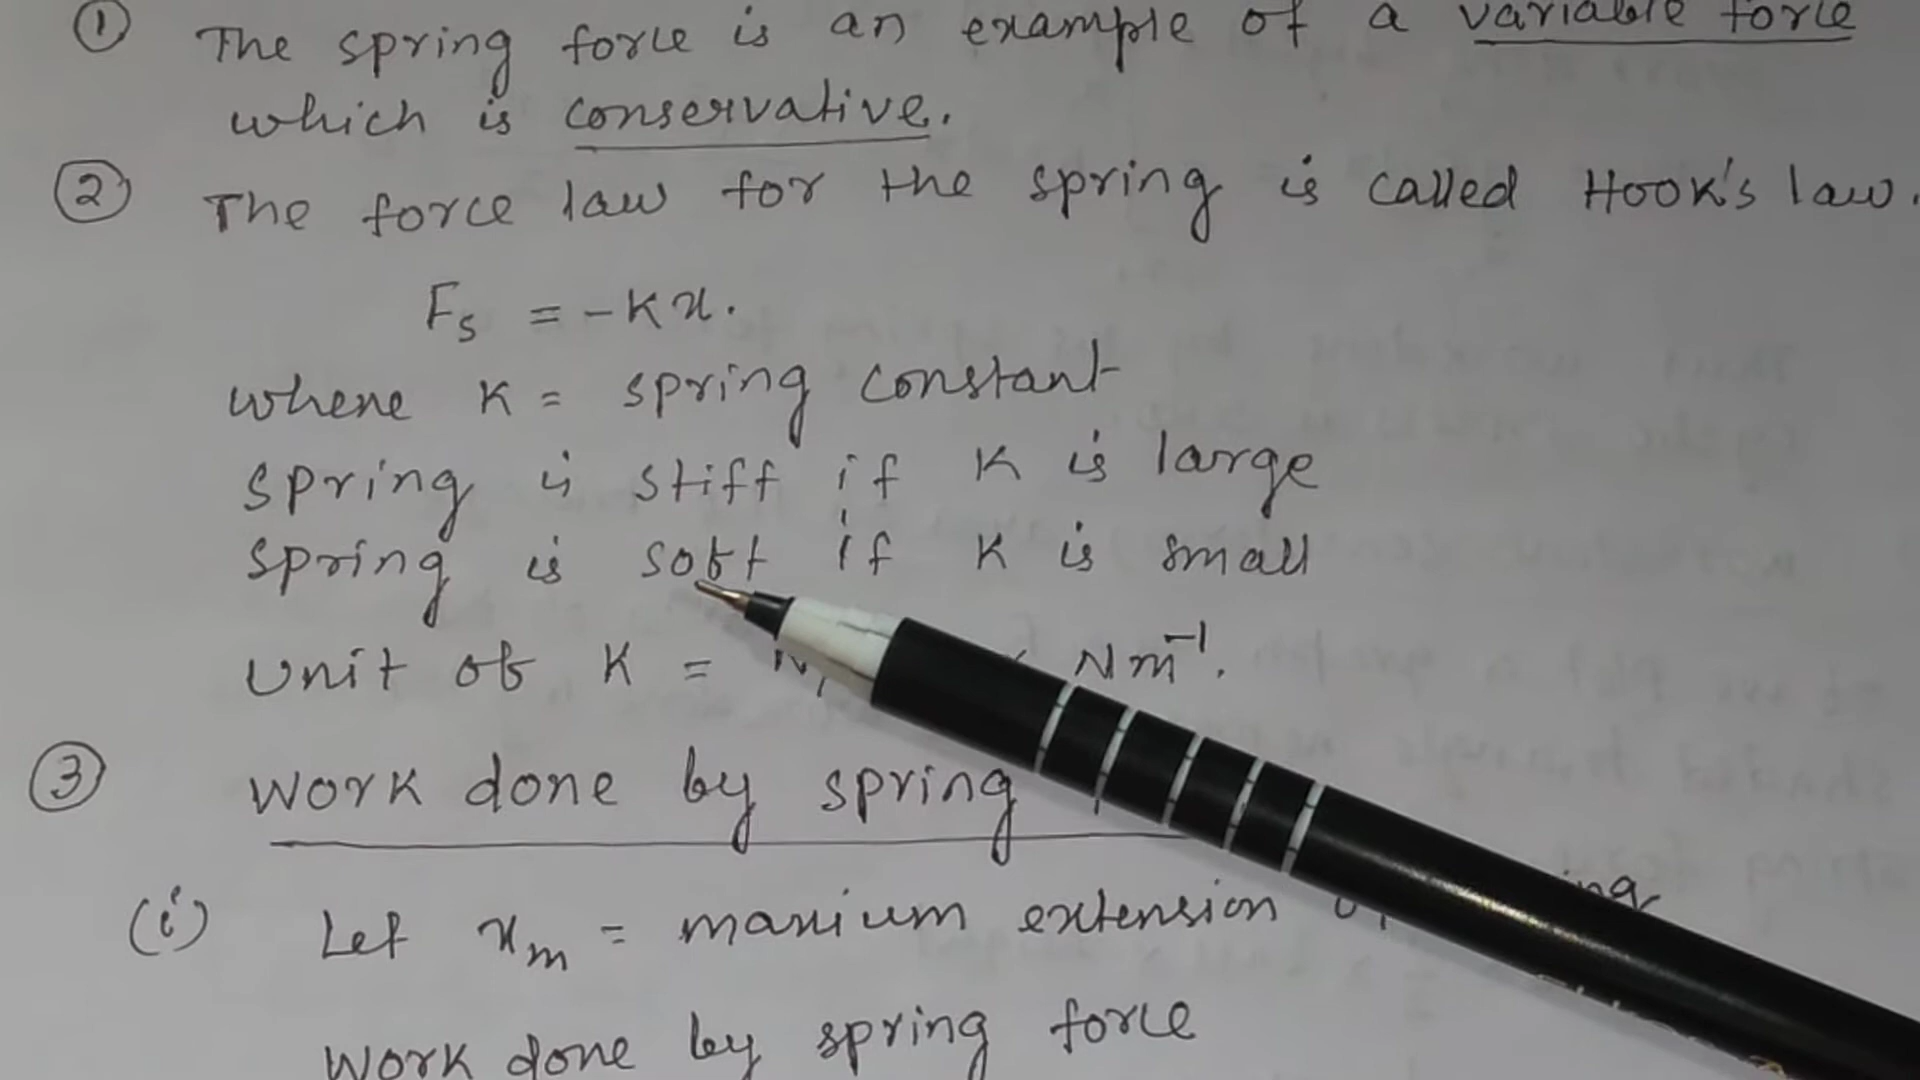 ① The spring force is an example of a variable force
which is conservative.
② The force law for the spring is called Hook's law.
Fs = -Kx.
where K = spring constant
spring is stiff if K is large
spring is soft if K is small
Unit of K = Nm⁻¹.
③ Work done by spring
(i) Let xm = maxium extension
Work done by spring force